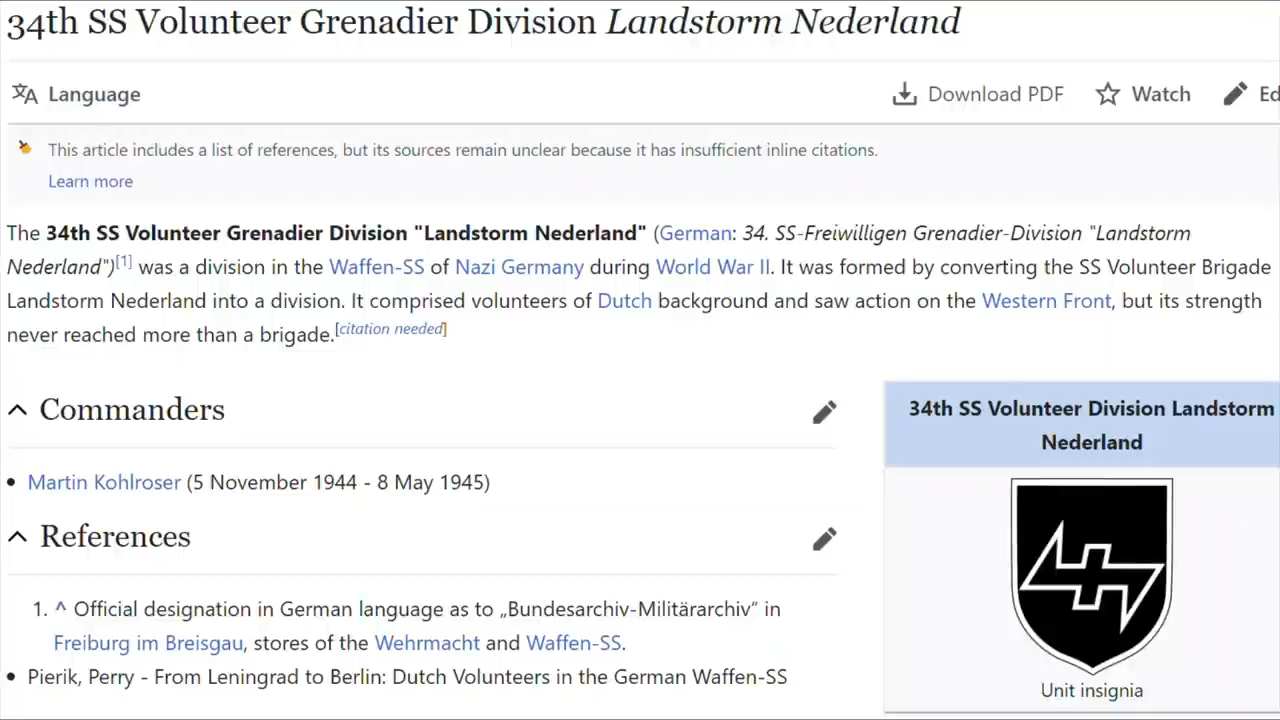 34th SS Volunteer Grenadier Division Landstorm Nederland
Language
Download PDF
Watch
Ed
This article includes a list of references, but its sources remain unclear because it has insufficient inline citations.
Learn more
The 34th SS Volunteer Grenadier Division "Landstorm Nederland" (German: 34. SS-Freiwilligen Grenadier-Division "Landstorm
Nederland")[1] was a division in the Waffen-SS of Nazi Germany during World War II. It was formed by converting the SS Volunteer Brigade
Landstorm Nederland into a division. It comprised volunteers of Dutch background and saw action on the Western Front, but its strength
never reached more than a brigade.[citation needed]
Commanders
• Martin Kohlroser (5 November 1944 - 8 May 1945)
References
1. ^ Official designation in German language as to „Bundesarchiv-Militärarchiv“ in
Freiburg im Breisgau, stores of the Wehrmacht and Waffen-SS.
• Pierik, Perry - From Leningrad to Berlin: Dutch Volunteers in the German Waffen-SS
34th SS Volunteer Division Landstorm
Nederland
Unit insignia